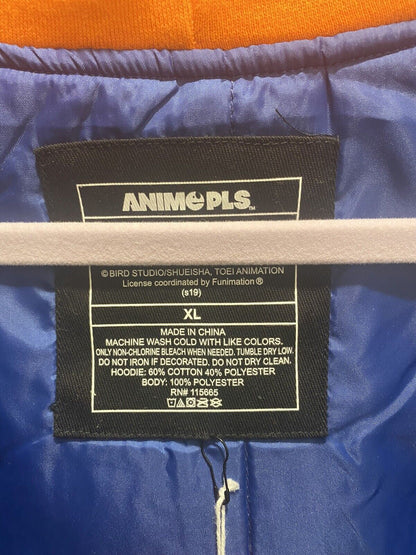 ANIMEPLS™
©BIRD STUDIO/SHUEISHA, TOEI ANIMATION
License coordinated by Funimation®
(s19)
XL
MADE IN CHINA
MACHINE WASH COLD WITH LIKE COLORS.
ONLY NON-CHLORINE BLEACH WHEN NEEDED. TUMBLE DRY LOW.
DO NOT IRON IF DECORATED. DO NOT DRY CLEAN.
HOODIE: 60% COTTON 40% POLYESTER
BODY: 100% POLYESTER
RN# 115665